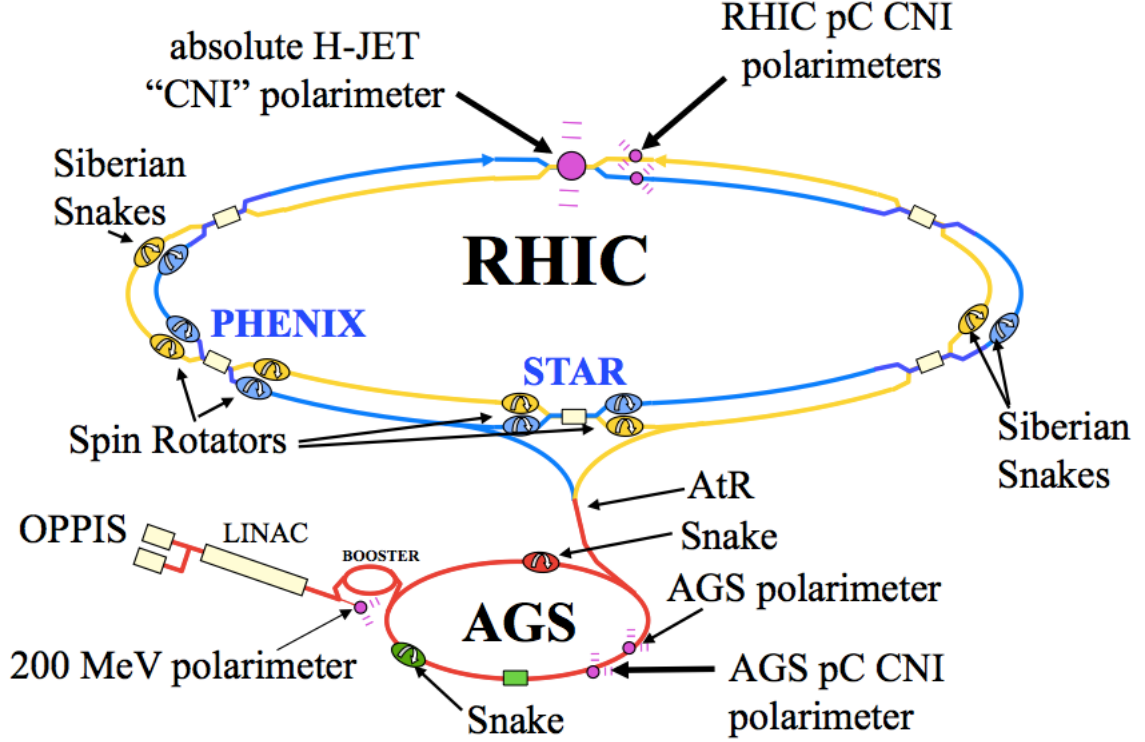 absolute H-JET
“CNI” polarimeter
RHIC pC CNI
polarimeters
Siberian
Snakes
RHIC
PHENIX
STAR
Spin Rotators
Siberian
Snakes
AtR
OPPIS
LINAC
BOOSTER
Snake
AGS
AGS polarimeter
200 MeV polarimeter
AGS pC CNI
polarimeter
Snake